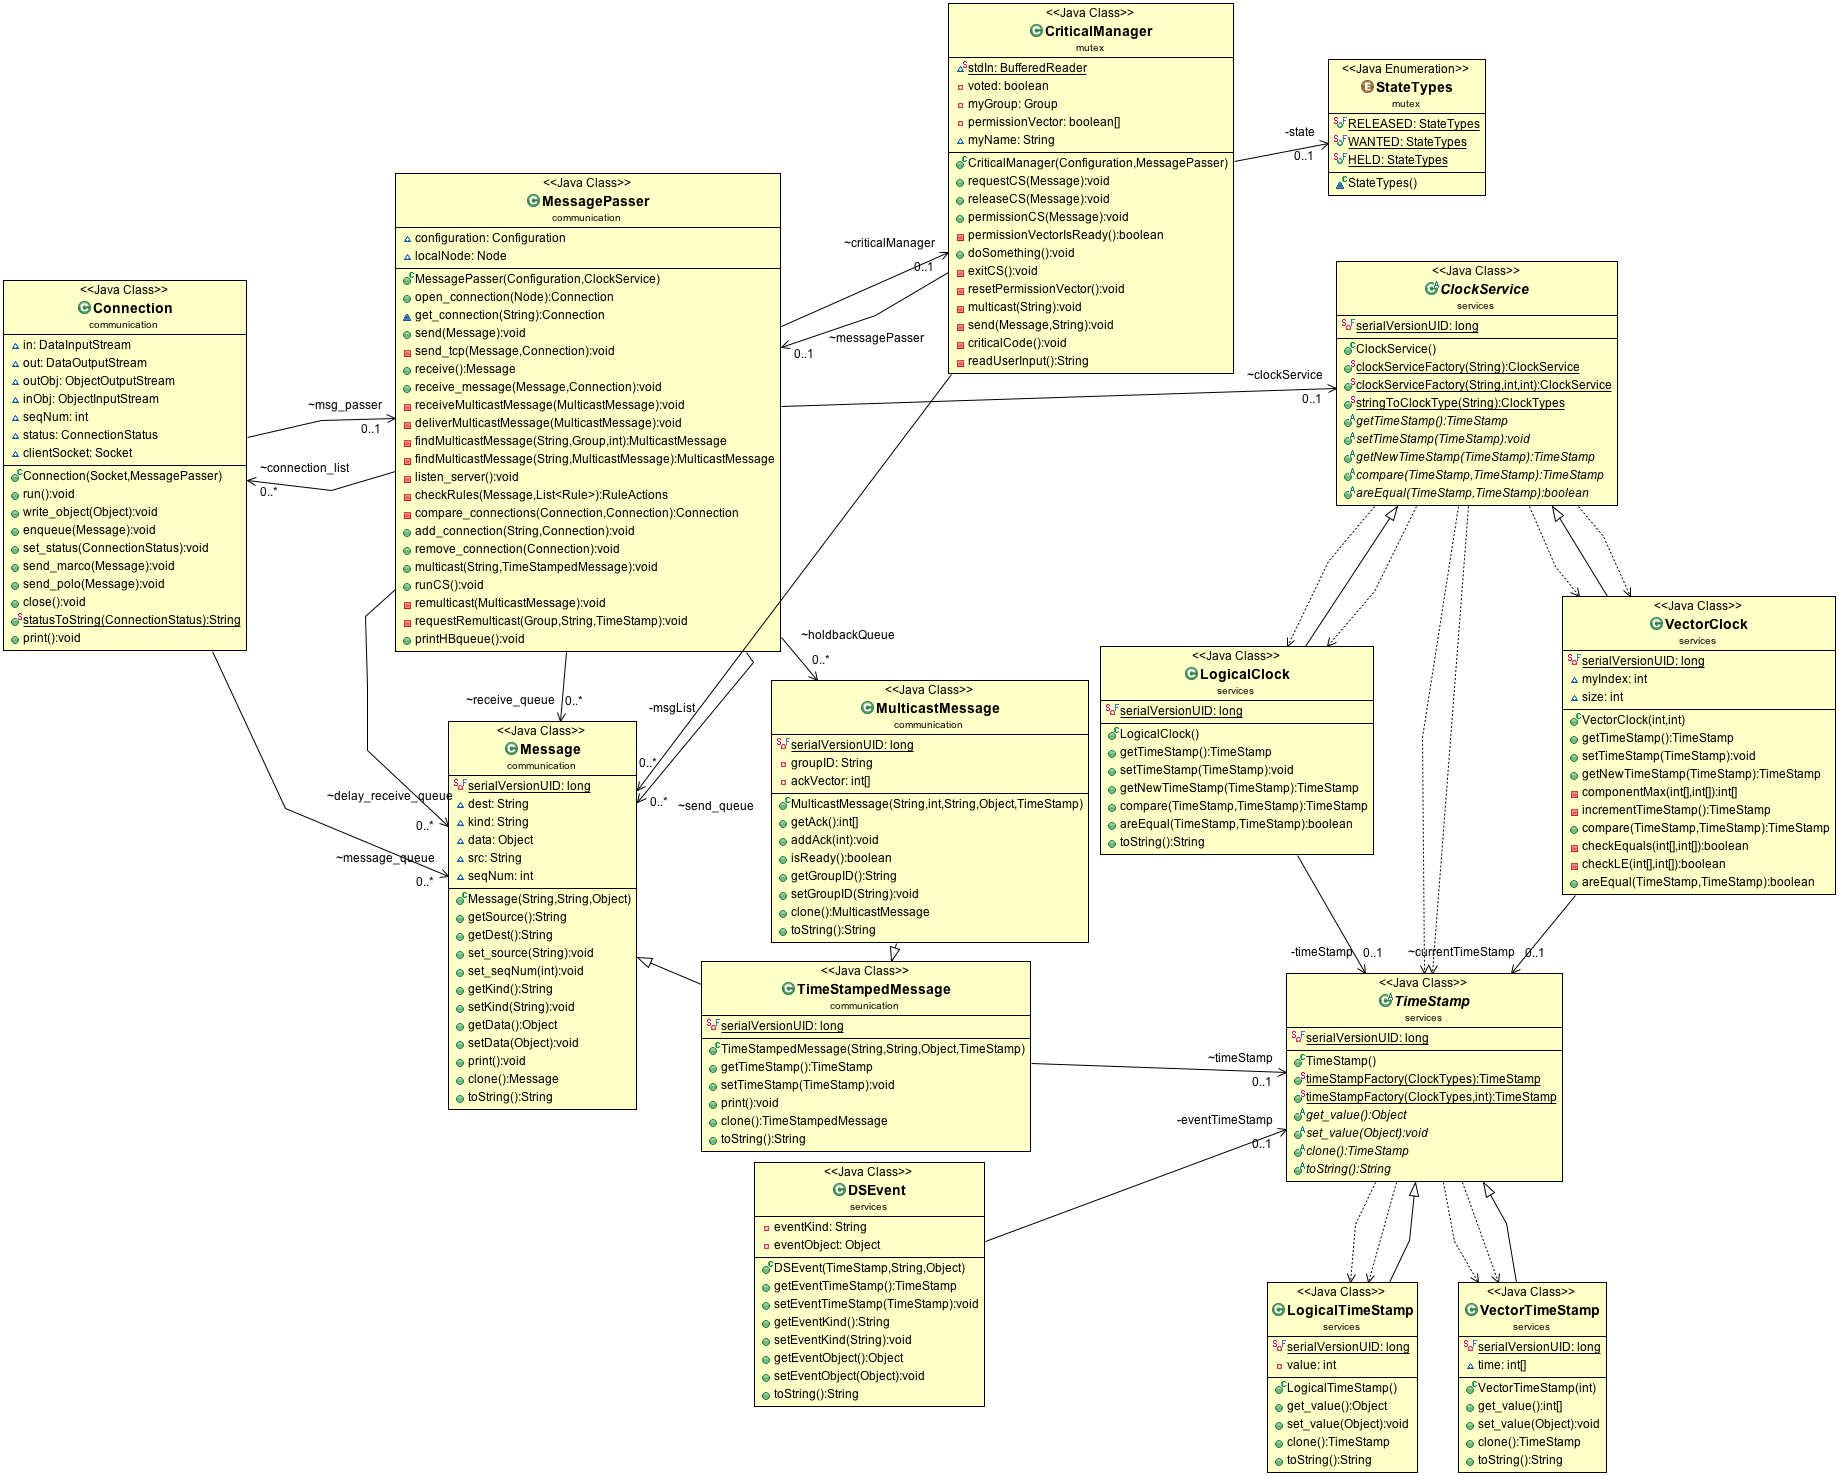 <<Java Class>>
CriticalManager
mutex
stdIn: BufferedReader
voted: boolean
myGroup: Group
permissionVector: boolean[]
myName: String
CriticalManager(Configuration,MessagePasser)
requestCS(Message):void
releaseCS(Message):void
permissionCS(Message):void
permissionVectorIsReady():boolean
doSomething():void
exitCS():void
resetPermissionVector():void
multicast(String):void
send(Message,String):void
criticalCode():void
readUserInput():String
-state
0..1
<<Java Enumeration>>
StateTypes
mutex
RELEASED: StateTypes
WANTED: StateTypes
HELD: StateTypes
StateTypes()
<<Java Class>>
MessagePasser
communication
configuration: Configuration
localNode: Node
MessagePasser(Configuration,ClockService)
open_connection(Node):Connection
get_connection(String):Connection
send(Message):void
send_tcp(Message,Connection):void
receive():Message
receive_message(Message,Connection):void
receiveMulticastMessage(MulticastMessage):void
deliverMulticastMessage(MulticastMessage):void
findMulticastMessage(String,Group,int):MulticastMessage
findMulticastMessage(String,MulticastMessage):MulticastMessage
listen_server():void
checkRules(Message,List<Rule>):RuleActions
compare_connections(Connection,Connection):Connection
add_connection(String,Connection):void
remove_connection(Connection):void
multicast(String,TimeStampedMessage):void
runCS():void
remulticast(MulticastMessage):void
requestRemulticast(Group,String,TimeStamp):void
printHBqueue():void
~criticalManager
0..1
~messagePasser
0..1
~clockService
0..1
<<Java Class>>
Connection
communication
in: DataInputStream
out: DataOutputStream
outObj: ObjectOutputStream
inObj: ObjectInputStream
seqNum: int
status: ConnectionStatus
clientSocket: Socket
Connection(Socket,MessagePasser)
run():void
write_object(Object):void
enqueue(Message):void
set_status(ConnectionStatus):void
send_marco(Message):void
send_polo(Message):void
close():void
statusToString(ConnectionStatus):String
print():void
~msg_passer
0..1
~connection_list
0..*
<<Java Class>>
ClockService
services
serialVersionUID: long
ClockService()
clockServiceFactory(String):ClockService
clockServiceFactory(String,int,int):ClockService
stringToClockType(String):ClockTypes
getTimeStamp():TimeStamp
setTimeStamp(TimeStamp):void
getNewTimeStamp(TimeStamp):TimeStamp
compare(TimeStamp,TimeStamp):TimeStamp
areEqual(TimeStamp,TimeStamp):boolean
<<Java Class>>
VectorClock
services
serialVersionUID: long
myIndex: int
size: int
VectorClock(int,int)
getTimeStamp():TimeStamp
setTimeStamp(TimeStamp):void
getNewTimeStamp(TimeStamp):TimeStamp
componentMax(int[],int[]):int[]
incrementTimeStamp():TimeStamp
compare(TimeStamp,TimeStamp):TimeStamp
checkEquals(int[],int[]):boolean
checkLE(int[],int[]):boolean
areEqual(TimeStamp,TimeStamp):boolean
<<Java Class>>
LogicalClock
services
serialVersionUID: long
LogicalClock()
getTimeStamp():TimeStamp
setTimeStamp(TimeStamp):void
getNewTimeStamp(TimeStamp):TimeStamp
compare(TimeStamp,TimeStamp):TimeStamp
areEqual(TimeStamp,TimeStamp):boolean
toString():String
~holdbackQueue
0..*
~receive_queue
0..*
-msgList
0..*
0..*
~send_queue
~delay_receive_queue
0..*
~message_queue
0..*
<<Java Class>>
MulticastMessage
communication
serialVersionUID: long
groupID: String
ackVector: int[]
MulticastMessage(String,int,String,Object,TimeStamp)
getAck():int[]
addAck(int):void
isReady():boolean
getGroupID():String
setGroupID(String):void
clone():MulticastMessage
toString():String
<<Java Class>>
Message
communication
serialVersionUID: long
dest: String
kind: String
data: Object
src: String
seqNum: int
Message(String,String,Object)
getSource():String
getDest():String
set_source(String):void
set_seqNum(int):void
getKind():String
setKind(String):void
getData():Object
setData(Object):void
print():void
clone():Message
toString():String
<<Java Class>>
TimeStampedMessage
communication
serialVersionUID: long
TimeStampedMessage(String,String,Object,TimeStamp)
getTimeStamp():TimeStamp
setTimeStamp(TimeStamp):void
print():void
clone():TimeStampedMessage
toString():String
-timeStamp
0..1
~currentTimeStamp
0..1
~timeStamp
0..1
-eventTimeStamp
0..1
<<Java Class>>
TimeStamp
services
serialVersionUID: long
TimeStamp()
timeStampFactory(ClockTypes):TimeStamp
timeStampFactory(ClockTypes,int):TimeStamp
get_value():Object
set_value(Object):void
clone():TimeStamp
toString():String
<<Java Class>>
DSEvent
services
eventKind: String
eventObject: Object
DSEvent(TimeStamp,String,Object)
getEventTimeStamp():TimeStamp
setEventTimeStamp(TimeStamp):void
getEventKind():String
setEventKind(String):void
getEventObject():Object
setEventObject(Object):void
toString():String
<<Java Class>>
LogicalTimeStamp
services
serialVersionUID: long
value: int
LogicalTimeStamp()
get_value():Object
set_value(Object):void
clone():TimeStamp
toString():String
<<Java Class>>
VectorTimeStamp
services
serialVersionUID: long
time: int[]
VectorTimeStamp(int)
get_value():int[]
set_value(Object):void
clone():TimeStamp
toString():String